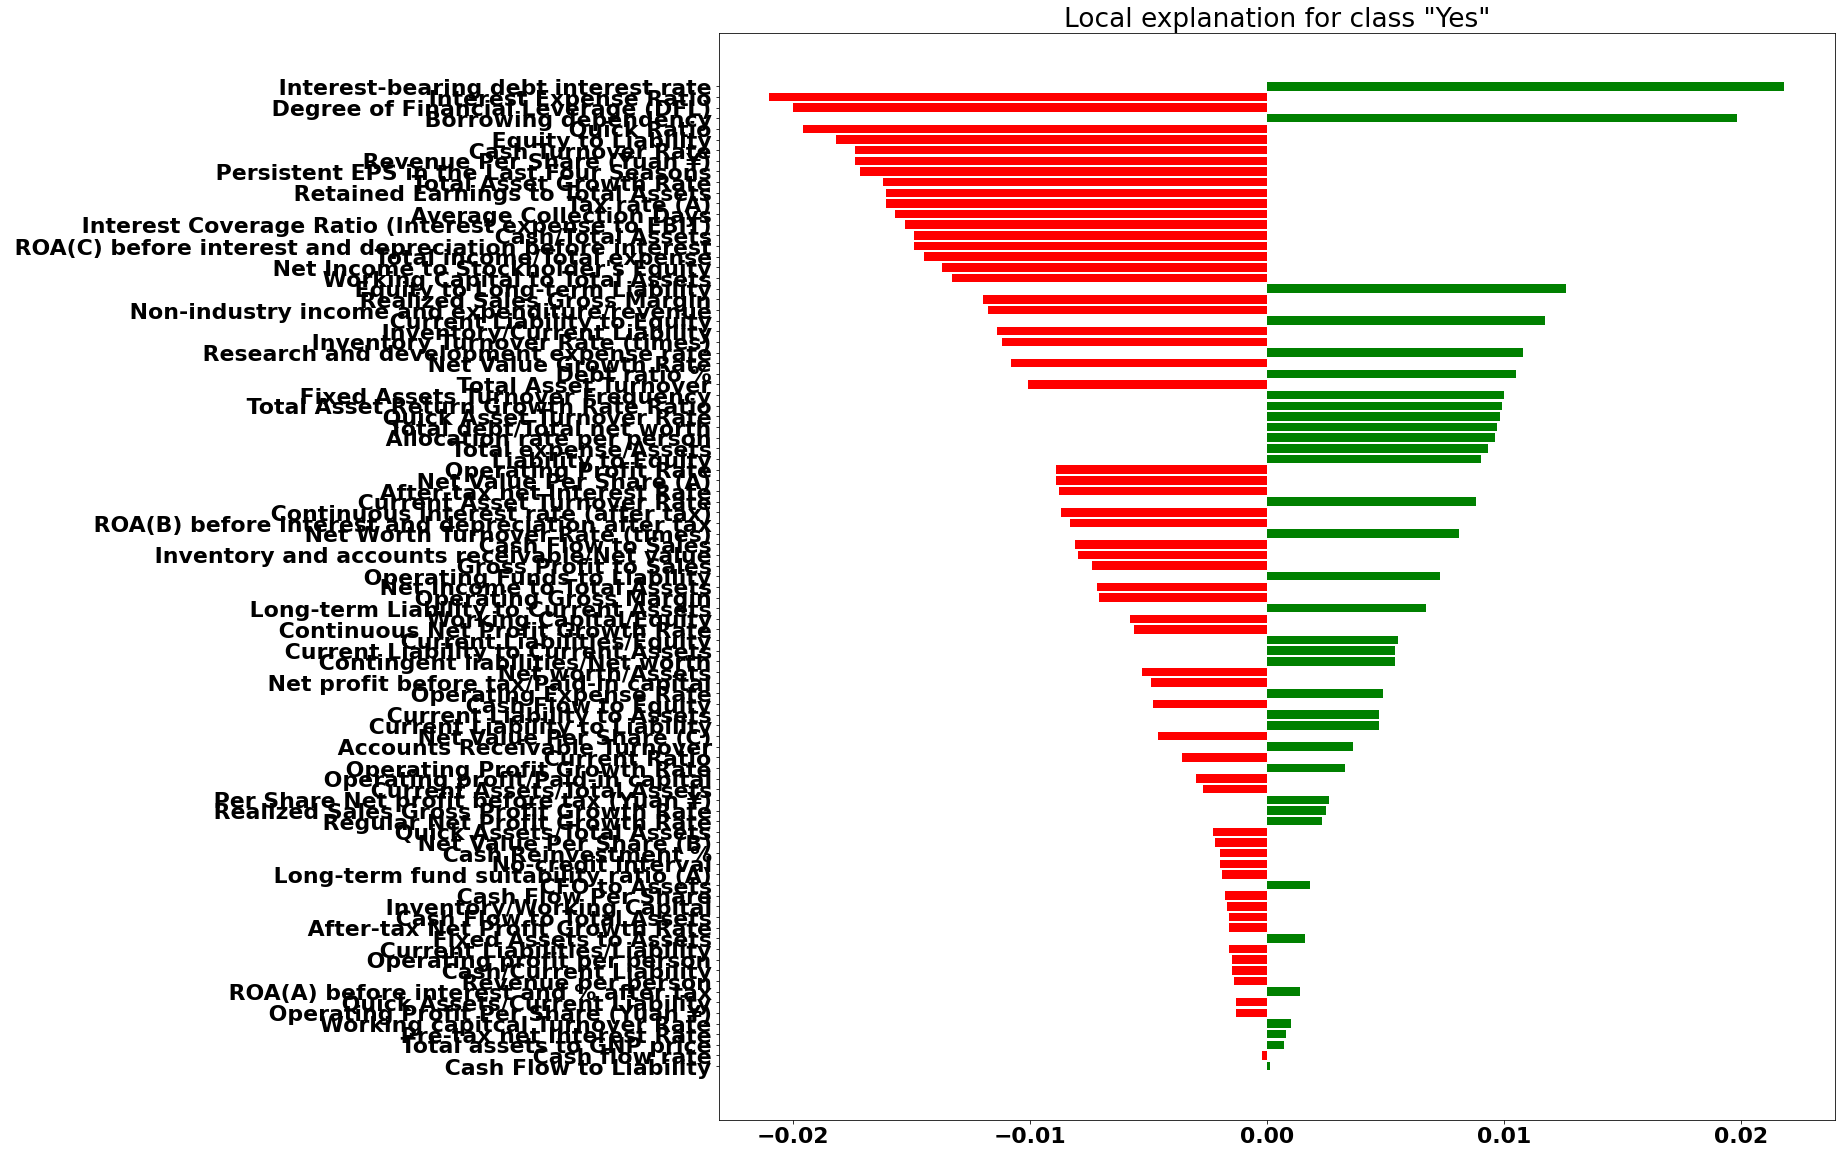 Local explanation for class "Yes"
Interest-bearing debt interest rate
Interest Expense Ratio
Degree of Financial Leverage (DFL)
Borrowing dependency
Quick Ratio
Equity to Liability
Cash Turnover Rate
Revenue Per Share (Yuan ¥)
Persistent EPS in the Last Four Seasons
Total Asset Growth Rate
Retained Earnings to Total Assets
Tax rate (A)
Average Collection Days
Interest Coverage Ratio (Interest expense to EBIT)
Cash/Total Assets
ROA(C) before interest and depreciation before interest
Total income/Total expense
Net Income to Stockholder's Equity
Working Capital to Total Assets
Equity to Long-term Liability
Realized Sales Gross Margin
Non-industry income and expenditure/revenue
Current Liability to Equity
Inventory/Current Liability
Inventory Turnover Rate (times)
Research and development expense rate
Net Value Growth Rate
Debt ratio %
Total Asset Turnover
Fixed Assets Turnover Frequency
Total Asset Return Growth Rate Ratio
Quick Asset Turnover Rate
Total debt/Total net worth
Allocation rate per person
Total expense/Assets
Liability to Equity
Operating Profit Rate
Net Value Per Share (A)
After-tax net Interest Rate
Current Asset Turnover Rate
Continuous interest rate (after tax)
ROA(B) before interest and depreciation after tax
Net Worth Turnover Rate (times)
Cash Flow to Sales
Inventory and accounts receivable/Net value
Gross Profit to Sales
Operating Funds to Liability
Net Income to Total Assets
Operating Gross Margin
Long-term Liability to Current Assets
Working Capital/Equity
Continuous Net Profit Growth Rate
Current Liabilities/Equity
Current Liability to Current Assets
Contingent liabilities/Net worth
Net worth/Assets
Net profit before tax/Paid-in capital
Operating Expense Rate
Cash Flow to Equity
Current Liability to Assets
Current Liability to Liability
Net Value Per Share (C)
Accounts Receivable Turnover
Current Ratio
Operating Profit Growth Rate
Operating profit/Paid-in capital
Current Assets/Total Assets
Per Share Net profit before tax (Yuan ¥)
Realized Sales Gross Profit Growth Rate
Regular Net Profit Growth Rate
Quick Assets/Total Assets
Net Value Per Share (B)
Cash Reinvestment %
No-credit Interval
Long-term fund suitability ratio (A)
CFO to Assets
Cash Flow Per Share
Inventory/Working Capital
Cash Flow to Total Assets
After-tax Net Profit Growth Rate
Fixed Assets to Assets
Current Liabilities/Liability
Operating profit per person
Cash/Current Liability
Revenue per person
ROA(A) before interest and % after tax
Quick Assets/Current Liability
Operating Profit Per Share (Yuan ¥)
Working capitcal Turnover Rate
Pre-tax net Interest Rate
Total assets to GNP price
Cash flow rate
Cash Flow to Liability
−0.02 −0.01 0.00 0.01 0.02